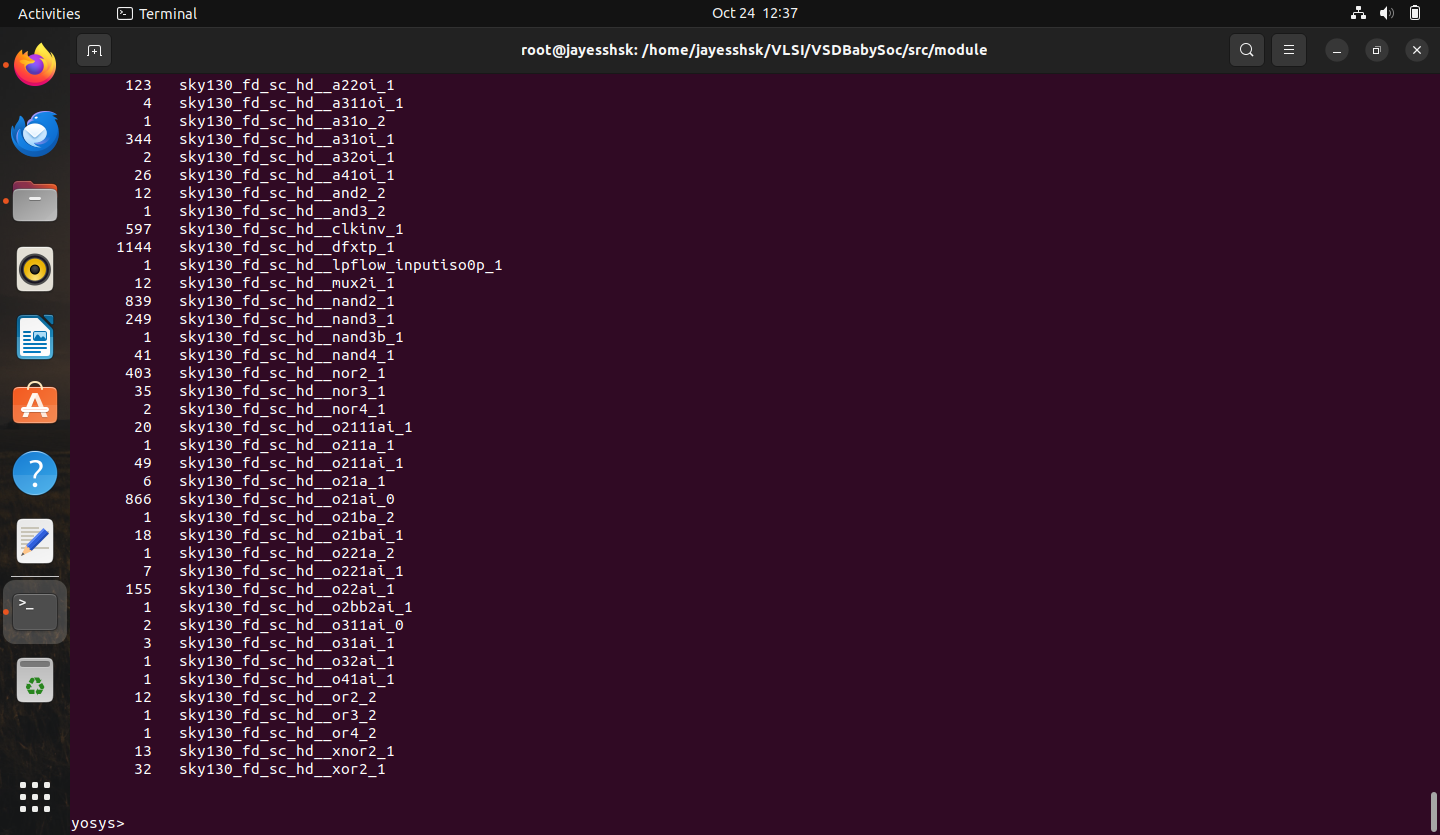 Activities
Terminal
Oct 24 12:37
root@jayesshsk: /home/jayesshsk/VLSI/VSDBabySoc/src/module
123 sky130_fd_sc_hd__a22oi_1
4 sky130_fd_sc_hd__a311oi_1
1 sky130_fd_sc_hd__a31o_2
344 sky130_fd_sc_hd__a31oi_1
2 sky130_fd_sc_hd__a32oi_1
26 sky130_fd_sc_hd__a41oi_1
12 sky130_fd_sc_hd__and2_2
1 sky130_fd_sc_hd__and3_2
597 sky130_fd_sc_hd__clkinv_1
1144 sky130_fd_sc_hd__dfxtp_1
1 sky130_fd_sc_hd__lpflow_inputiso0p_1
12 sky130_fd_sc_hd__mux2i_1
839 sky130_fd_sc_hd__nand2_1
249 sky130_fd_sc_hd__nand3_1
1 sky130_fd_sc_hd__nand3b_1
41 sky130_fd_sc_hd__nand4_1
403 sky130_fd_sc_hd__nor2_1
35 sky130_fd_sc_hd__nor3_1
2 sky130_fd_sc_hd__nor4_1
20 sky130_fd_sc_hd__o2111ai_1
1 sky130_fd_sc_hd__o211a_1
49 sky130_fd_sc_hd__o211ai_1
6 sky130_fd_sc_hd__o21a_1
866 sky130_fd_sc_hd__o21ai_0
1 sky130_fd_sc_hd__o21ba_2
18 sky130_fd_sc_hd__o21bai_1
1 sky130_fd_sc_hd__o221a_2
7 sky130_fd_sc_hd__o221ai_1
155 sky130_fd_sc_hd__o22ai_1
1 sky130_fd_sc_hd__o2bb2ai_1
2 sky130_fd_sc_hd__o311ai_0
3 sky130_fd_sc_hd__o31ai_1
1 sky130_fd_sc_hd__o32ai_1
1 sky130_fd_sc_hd__o41ai_1
12 sky130_fd_sc_hd__or2_2
1 sky130_fd_sc_hd__or3_2
1 sky130_fd_sc_hd__or4_2
13 sky130_fd_sc_hd__xnor2_1
32 sky130_fd_sc_hd__xor2_1
yosys>